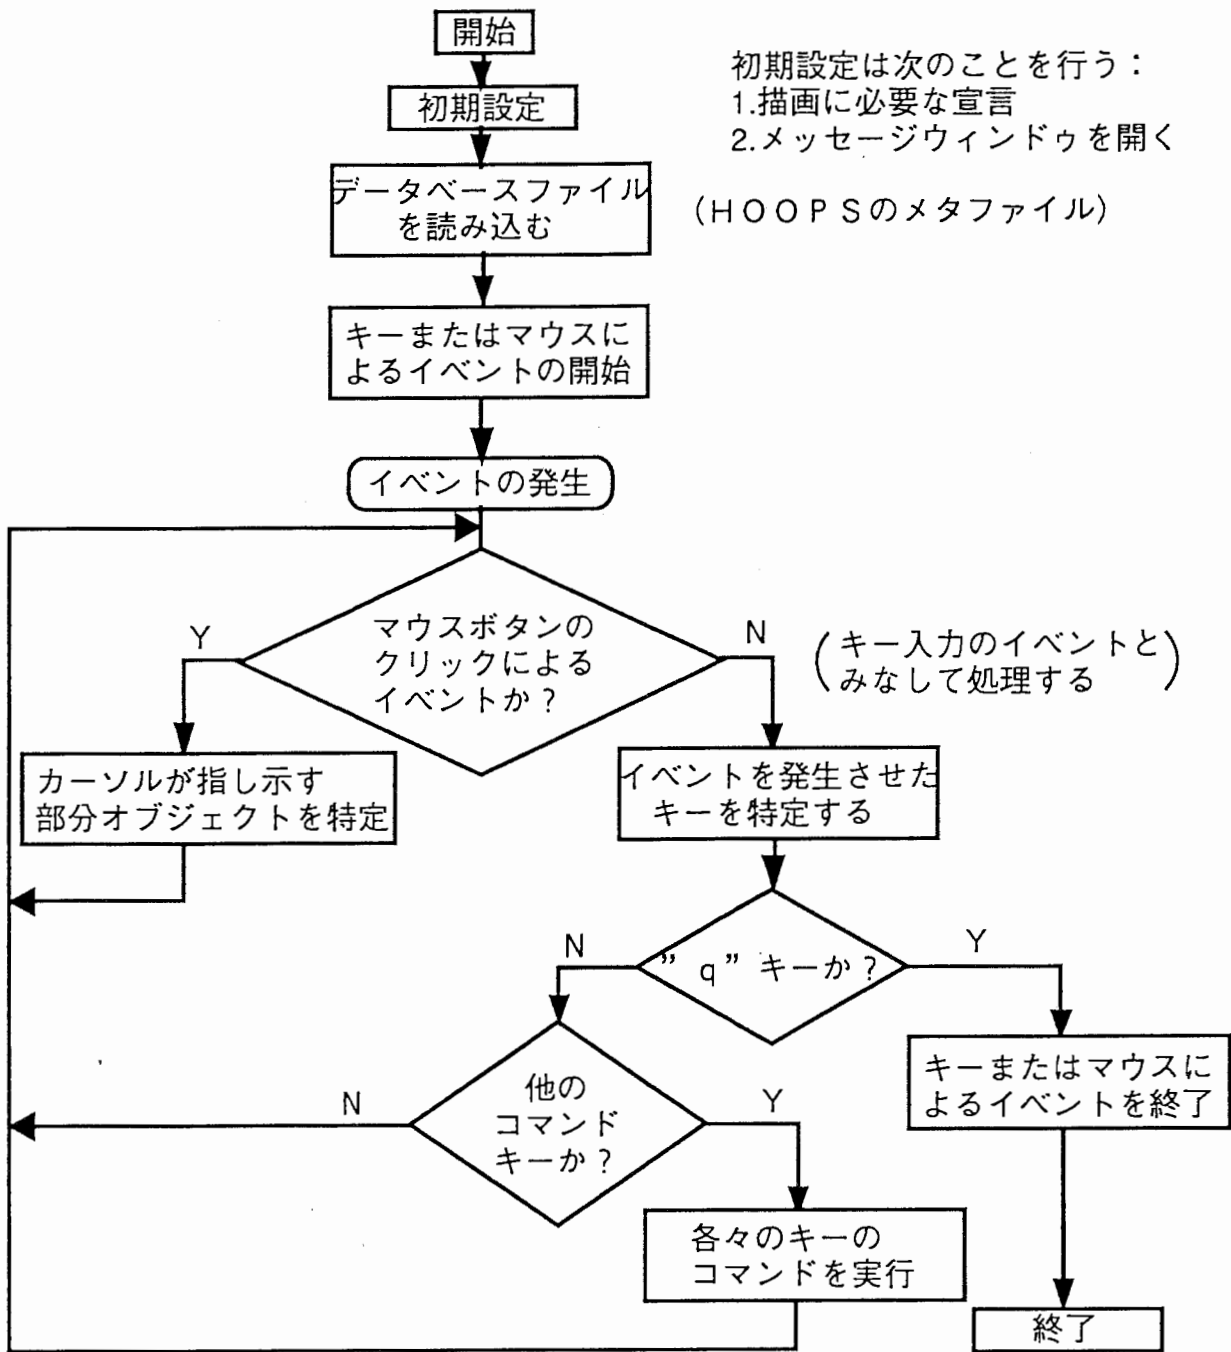 開始
初期設定は次のことを行う：
1.描画に必要な宣言
2.メッセージウィンドゥを開く
初期設定
データベースファイル
を読み込む
(ＨＯＯＰＳのメタファイル)
キーまたはマウスに
よるイベントの開始
イベントの発生
マウスボタンの
クリックによる
イベントか？
Y
N
(キー入力のイベントと
みなして処理する)
カーソルが指し示す
部分オブジェクトを特定
イベントを発生させた
キーを特定する
”ｑ”キーか？
N
Y
他の
コマンド
キーか？
N
Y
キーまたはマウスに
よるイベントを終了
各々のキーの
コマンドを実行
終了